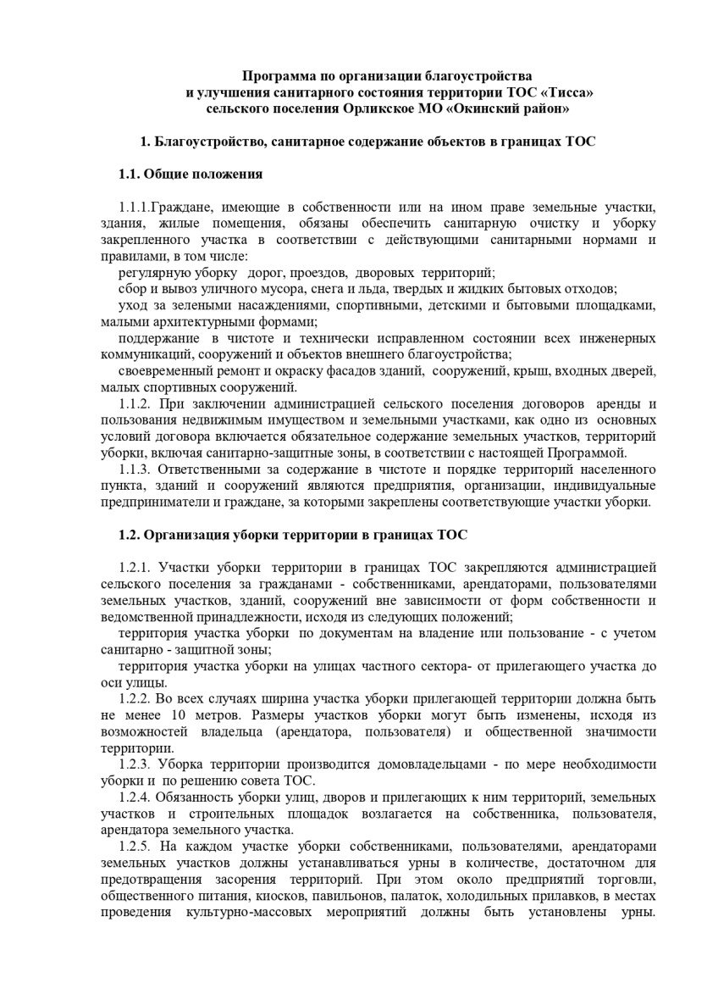 Программа по организации благоустройства
и улучшения санитарного состояния территории ТОС «Тисса»
сельского поселения Орликское МО «Окинский район»
1. Благоустройство, санитарное содержание объектов в границах ТОС
1.1. Общие положения
1.1.1.Граждане, имеющие в собственности или на ином праве земельные участки,
здания, жилые помещения, обязаны обеспечить санитарную очистку и уборку
закрепленного участка в соответствии с действующими санитарными нормами и
правилами, в том числе:
регулярную уборку дорог, проездов, дворовых территорий;
сбор и вывоз уличного мусора, снега и льда, твердых и жидких бытовых отходов;
уход за зелеными насаждениями, спортивными, детскими и бытовыми площадками,
малыми архитектурными формами;
поддержание в чистоте и технически исправленном состоянии всех инженерных
коммуникаций, сооружений и объектов внешнего благоустройства;
своевременный ремонт и окраску фасадов зданий, сооружений, крыш, входных дверей,
малых спортивных сооружений.
1.1.2. При заключении администрацией сельского поселения договоров аренды и
пользования недвижимым имуществом и земельными участками, как одно из основных
условий договора включается обязательное содержание земельных участков, территорий
уборки, включая санитарно-защитные зоны, в соответствии с настоящей Программой.
1.1.3. Ответственными за содержание в чистоте и порядке территорий населенного
пункта, зданий и сооружений являются предприятия, организации, индивидуальные
предприниматели и граждане, за которыми закреплены соответствующие участки уборки.
1.2. Организация уборки территории в границах ТОС
1.2.1. Участки уборки территории в границах ТОС закрепляются администрацией
сельского поселения за гражданами - собственниками, арендаторами, пользователями
земельных участков, зданий, сооружений вне зависимости от форм собственности и
ведомственной принадлежности, исходя из следующих положений;
территория участка уборки по документам на владение или пользование - с учетом
санитарно - защитной зоны;
территория участка уборки на улицах частного сектора- от прилегающего участка до
оси улицы.
1.2.2. Во всех случаях ширина участка уборки прилегающей территории должна быть
не менее 10 метров. Размеры участков уборки могут быть изменены, исходя из
возможностей владельца (арендатора, пользователя) и общественной значимости
территории.
1.2.3. Уборка территории производится домовладельцами - по мере необходимости
уборки и по решению совета ТОС.
1.2.4. Обязанность уборки улиц, дворов и прилегающих к ним территорий, земельных
участков и строительных площадок возлагается на собственника, пользователя,
арендатора земельного участка.
1.2.5. На каждом участке уборки собственниками, пользователями, арендаторами
земельных участков должны устанавливаться урны в количестве, достаточном для
предотвращения засорения территорий. При этом около предприятий торговли,
общественного питания, киосков, павильонов, палаток, холодильных прилавков, в местах
проведения культурно-массовых мероприятий должны быть установлены урны.